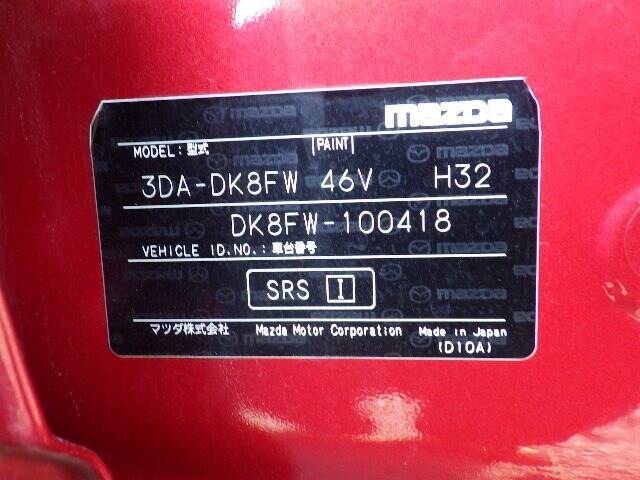 mazda
MODEL:型式 PAINT
3DA-DK8FW 46V H32
DK8FW-100418
VEHICLE ID.NO.:車台番号
SRS I
マツダ株式会社 Mazda Motor Corporation Made in Japan
(D10A)